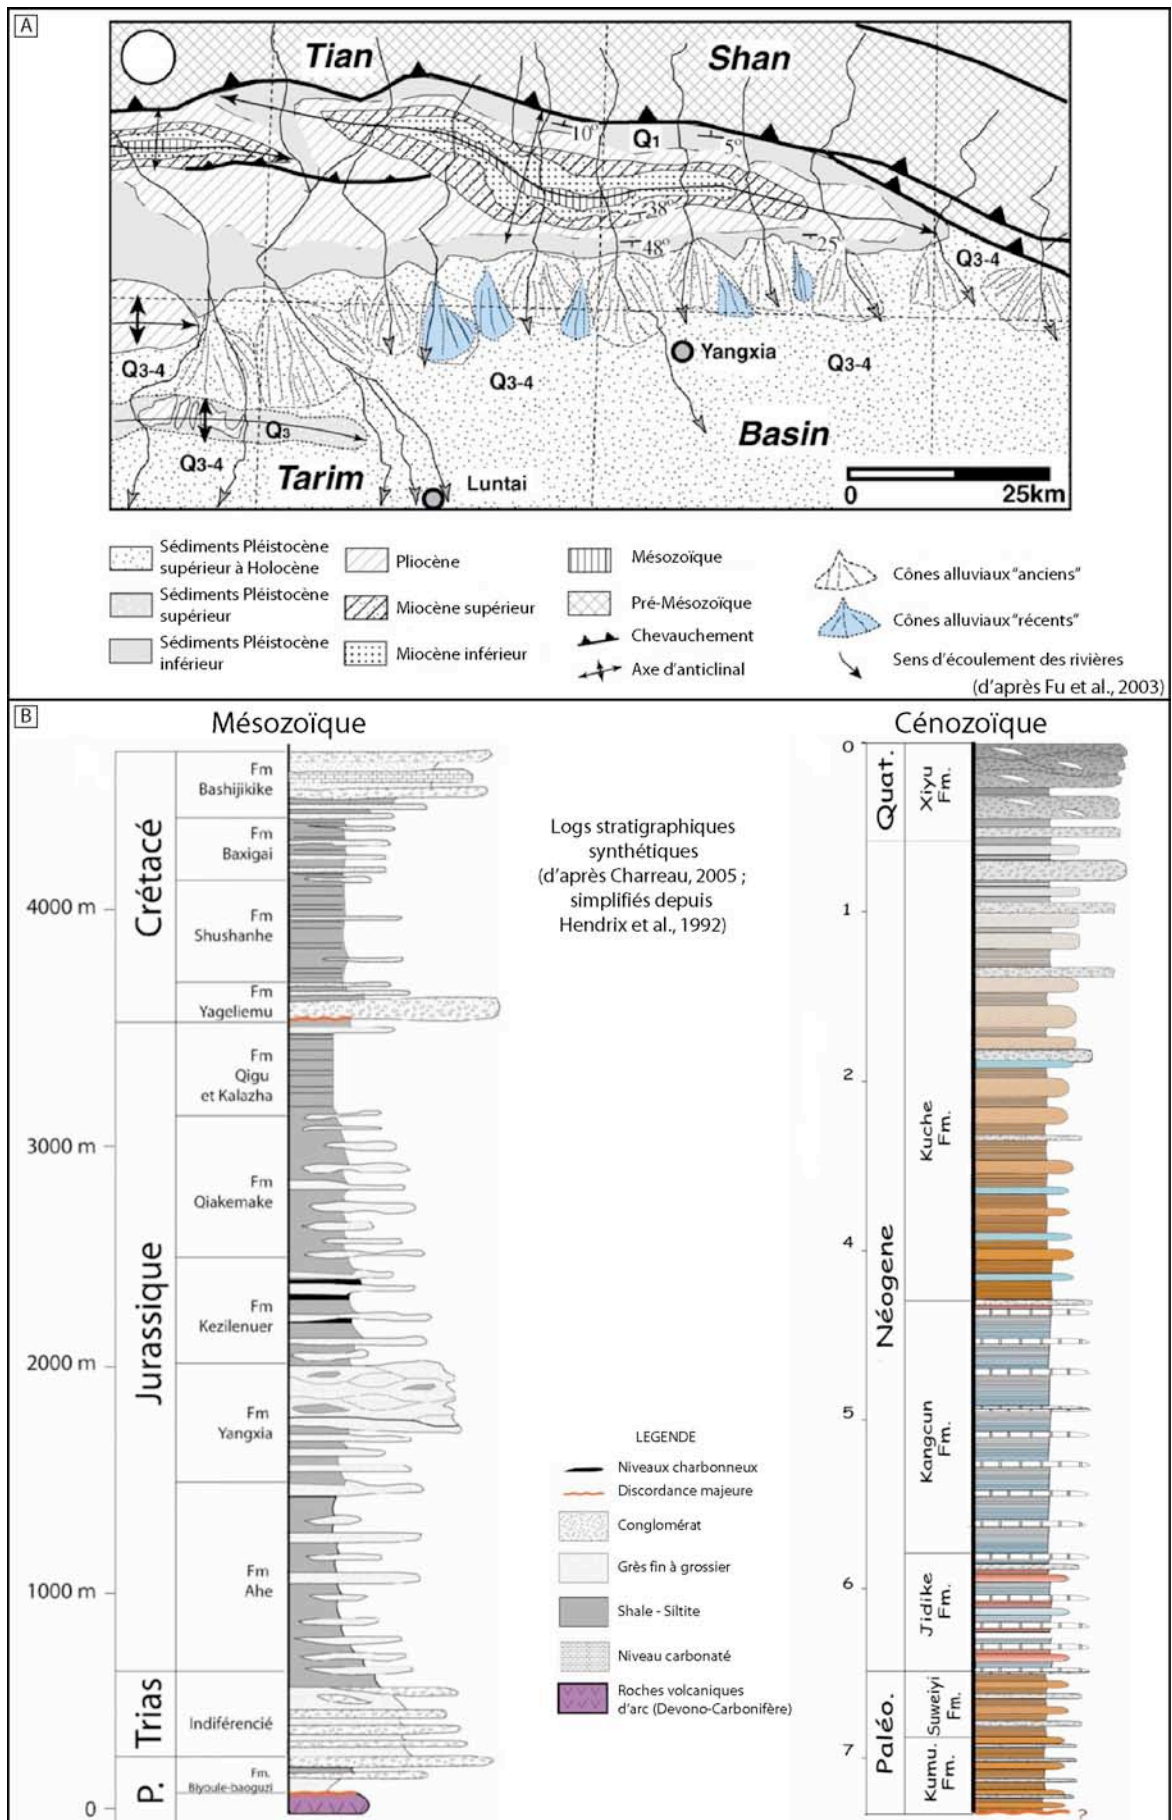 A
Tian
Shan
10°
Q1
5°
38°
48°
25°
Q3-4
Yangxia
Q3-4
Q3-4
Q3-4
Q3
Basin
Q3-4
Tarim
Luntai
0
25km
Sédiments Pléistocène
supérieur à Holocène
Sédiments Pléistocène
supérieur
Sédiments Pléistocène
inférieur
Pliocène
Miocène supérieur
Miocène inférieur
Mésozoïque
Pré-Mésozoïque
Chevauchement
Axe d'anticlinal
Cônes alluviaux "anciens"
Cônes alluviaux "récents"
Sens d'écoulement des rivières
(d'après Fu et al., 2003)
B
Mésozoïque
Crétacé
Jurassique
Trias
P.
4000 m
3000 m
2000 m
1000 m
0
Fm
Bashijikike
Fm
Baxigai
Fm
Shushanhe
Fm
Yageliemu
Fm
Qigu
et Kalazha
Fm
Qiakemake
Fm
Kezilenuer
Fm
Yangxia
Fm
Ahe
Indiférencié
Fm.
Biyoule-baoguzi
Logs stratigraphiques
synthétiques
(d'après Charreau, 2005 ;
simplifiés depuis
Hendrix et al., 1992)
LEGENDE
Niveaux charbonneux
Discordance majeure
Conglomérat
Grès fin à grossier
Shale - Siltite
Niveau carbonaté
Roches volcaniques
d'arc (Devono-Carbonifère)
Cénozoïque
0
1
2
4
5
6
7
Quat.
Néogene
Paléo.
Xiyu
Fm.
Kuche
Fm.
Kangcun
Fm.
Jidike
Fm.
Suweiyi
Fm.
Kumu.
Fm.
?